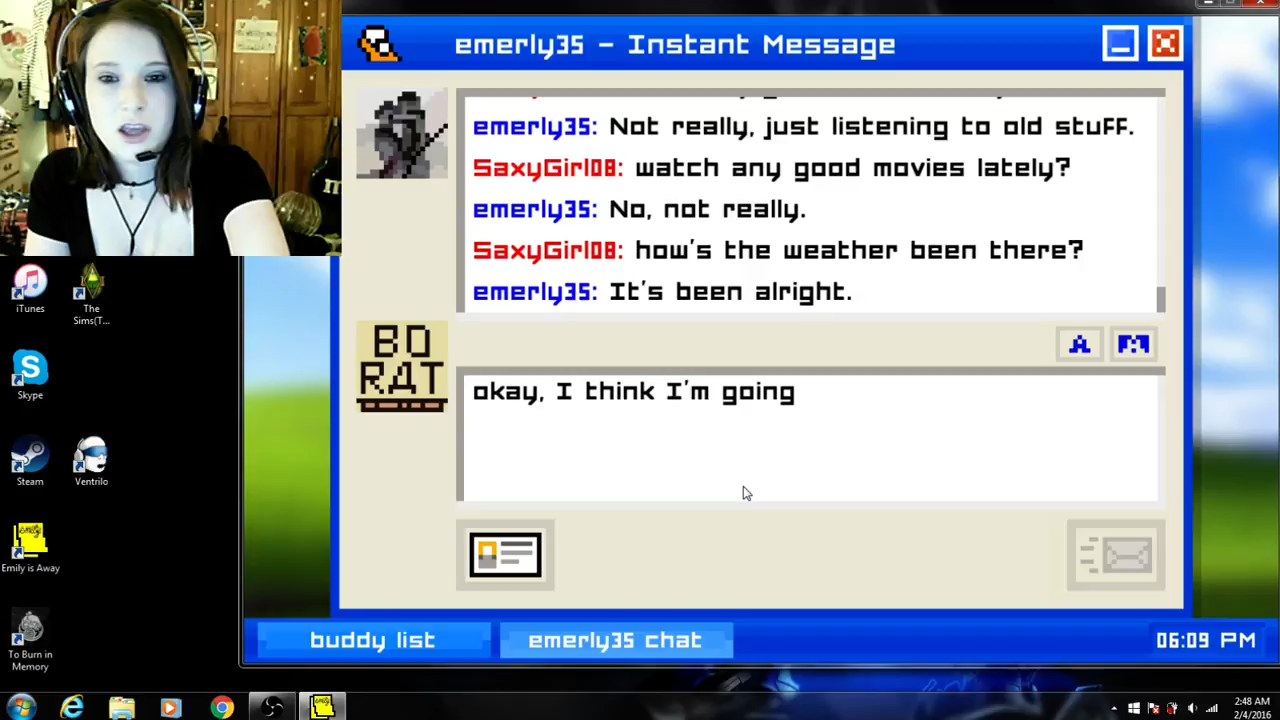 emerly35 - Instant Message
emerly35: Not really, just listening to old stuff.
SaxyGirl08: watch any good movies lately?
emerly35: No, not really.
SaxyGirl08: how's the weather been there?
emerly35: It's been alright.
A
BO
RAT
okay, I think I'm going
iTunes
The
Sims(T...
Skype
Steam
Ventrilo
emily
Emily is Away
To Burn in
Memory
buddy list
emerly35 chat
06:09 PM
emily
2:48 AM
2/4/2016